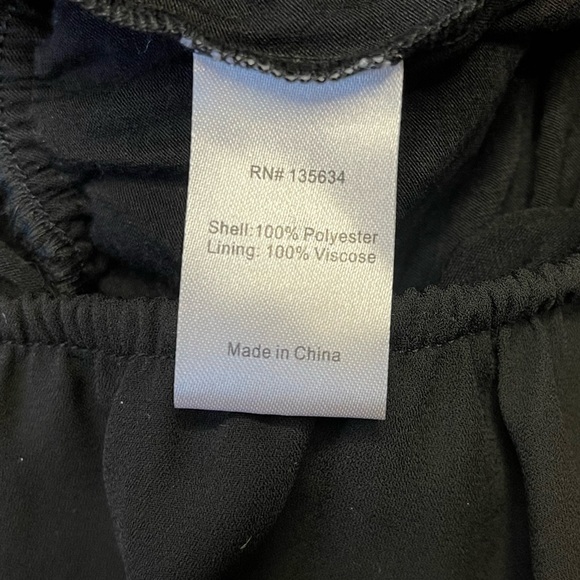 RN# 135634
Shell:100% Polyester
Lining: 100% Viscose
Made in China